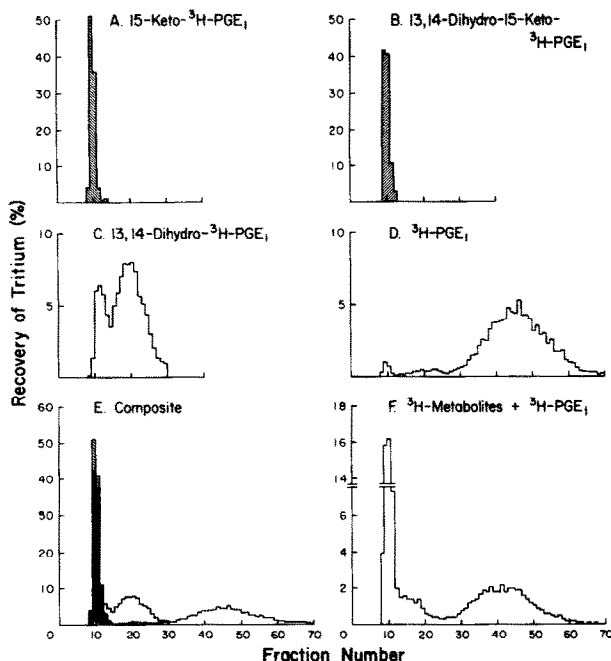 A. 15-Keto-³H-PGE₁
50
40
30
20
10
B. 13,14-Dihydro-15-Keto-
³H-PGE₁
50
40
30
20
10
Recovery of Tritium (%)
C. 13,14-Dihydro-³H-PGE₁
10
5
D. ³H-PGE₁
10
5
E. Composite
60
50
40
30
20
10
0 10 20 30 40 50 60 70
F. ³H-Metabolites + ³H-PGE₁
18
16
14
6
4
2
0 10 20 30 40 50 60 70
Fraction Number